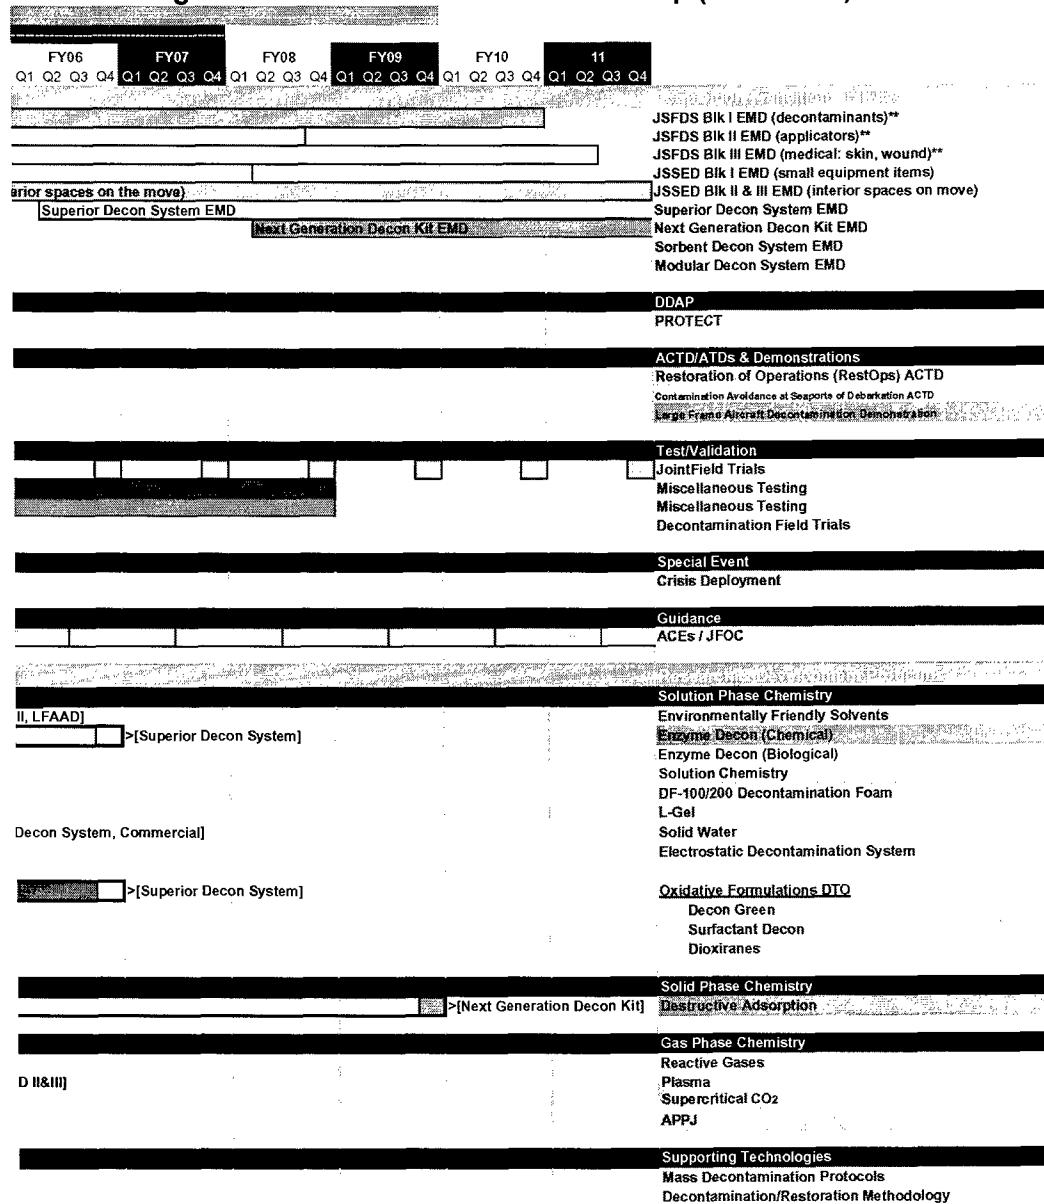 FY06 FY07 FY08 FY09 FY10 11
Q1 Q2 Q3 Q4 Q1 Q2 Q3 Q4 Q1 Q2 Q3 Q4 Q1 Q2 Q3 Q4 Q1 Q2 Q3 Q4 Q1 Q2 Q3 Q4
JSFDS Blk I EMD (decontaminants)**
JSFDS Blk II EMD (applicators)**
JSFDS Blk III EMD (medical: skin, wound)**
JSSED Blk I EMD (small equipment items)
erior spaces on the move) JSSED Blk II & III EMD (interior spaces on move)
Superior Decon System EMD Superior Decon System EMD
Next Generation Decon Kit EMD Next Generation Decon Kit EMD
Sorbent Decon System EMD
Modular Decon System EMD
DDAP
PROTECT
ACTD/ATDs & Demonstrations
Restoration of Operations (RestOps) ACTD
Contamination Avoidance at Seaports of Debarkation ACTD
Large Frame Aircraft Decontamination Demonstration
Test/Validation
JointField Trials
Miscellaneous Testing
Miscellaneous Testing
Decontamination Field Trials
Special Event
Crisis Deployment
Guidance
ACEs / JFOC
Solution Phase Chemistry
II, LFAAD] Environmentally Friendly Solvents
>[Superior Decon System] Enzyme Decon (Chemical)
Enzyme Decon (Biological)
Solution Chemistry
DF-100/200 Decontamination Foam
L-Gel
Decon System, Commercial] Solid Water
Electrostatic Decontamination System
>[Superior Decon System] Oxidative Formulations DTO
Decon Green
Surfactant Decon
Dioxiranes
Solid Phase Chemistry
>[Next Generation Decon Kit] Destructive Adsorption
Gas Phase Chemistry
Reactive Gases
D II&III] Plasma
Supercritical CO2
APPJ
Supporting Technologies
Mass Decontamination Protocols
Decontamination/Restoration Methodology